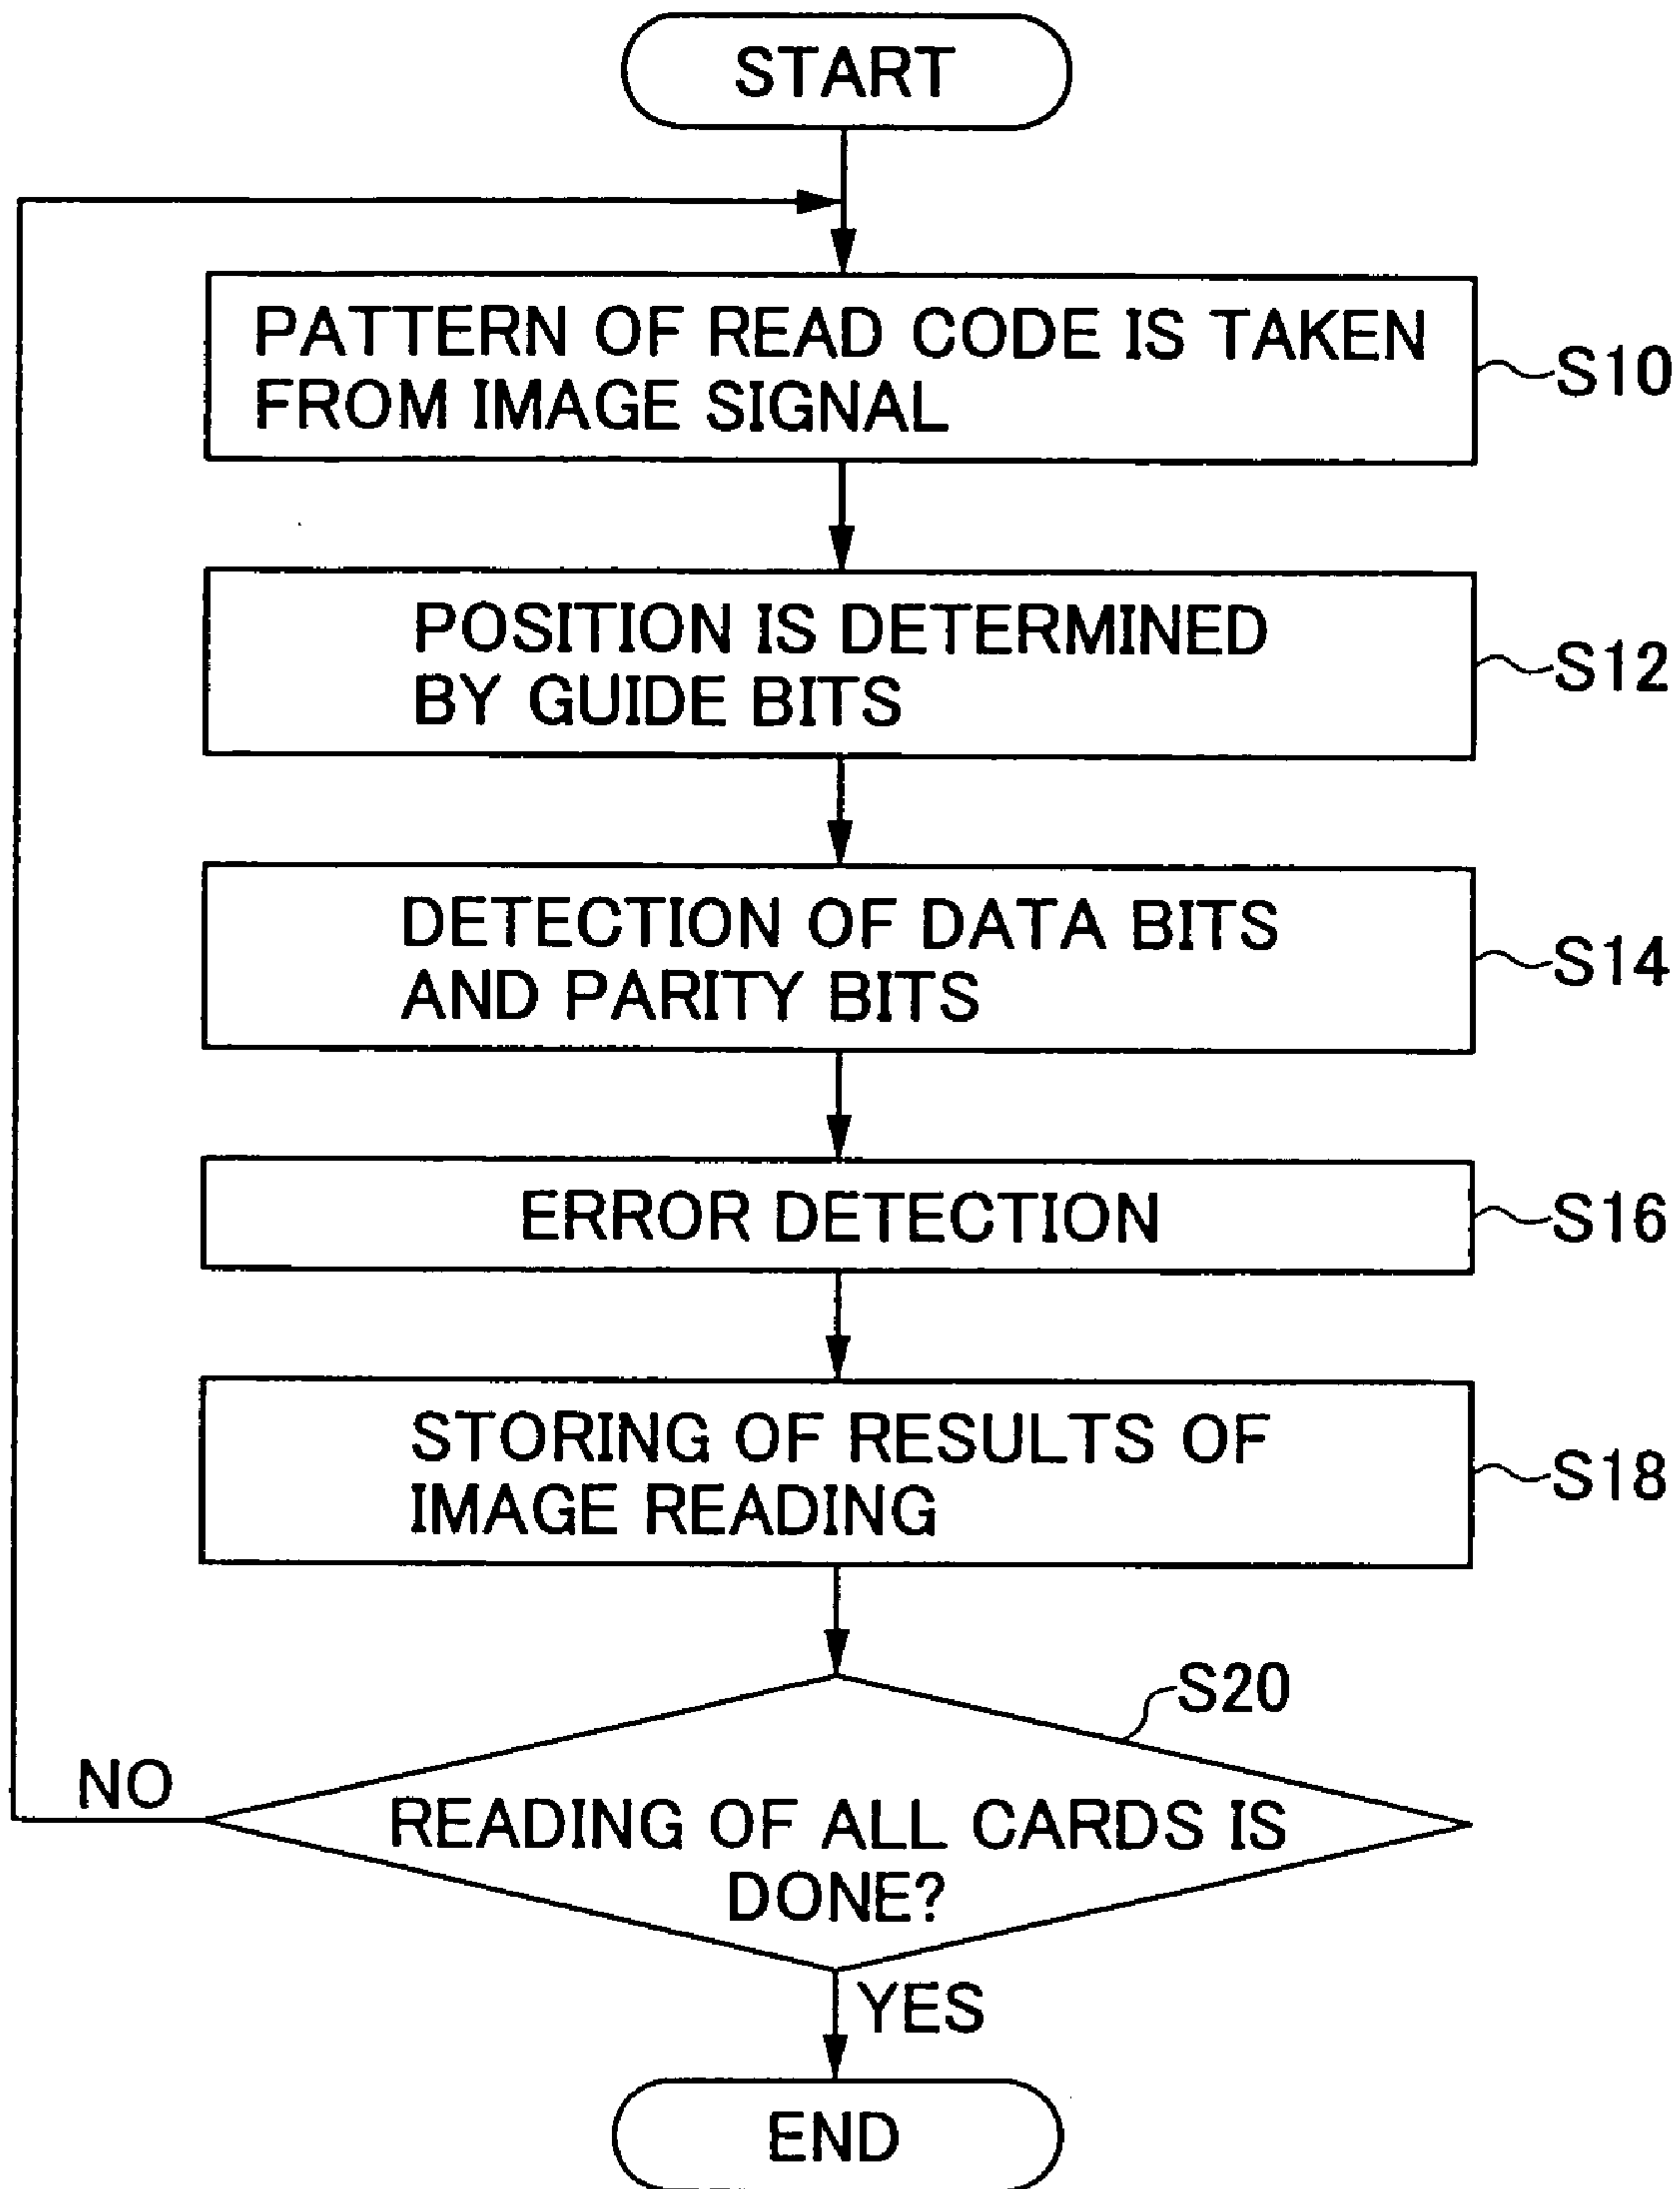 START
PATTERN OF READ CODE IS TAKEN
FROM IMAGE SIGNAL
S10
POSITION IS DETERMINED
BY GUIDE BITS
S12
DETECTION OF DATA BITS
AND PARITY BITS
S14
ERROR DETECTION
S16
STORING OF RESULTS OF
IMAGE READING
S18
S20
NO
READING OF ALL CARDS IS
DONE?
YES
END